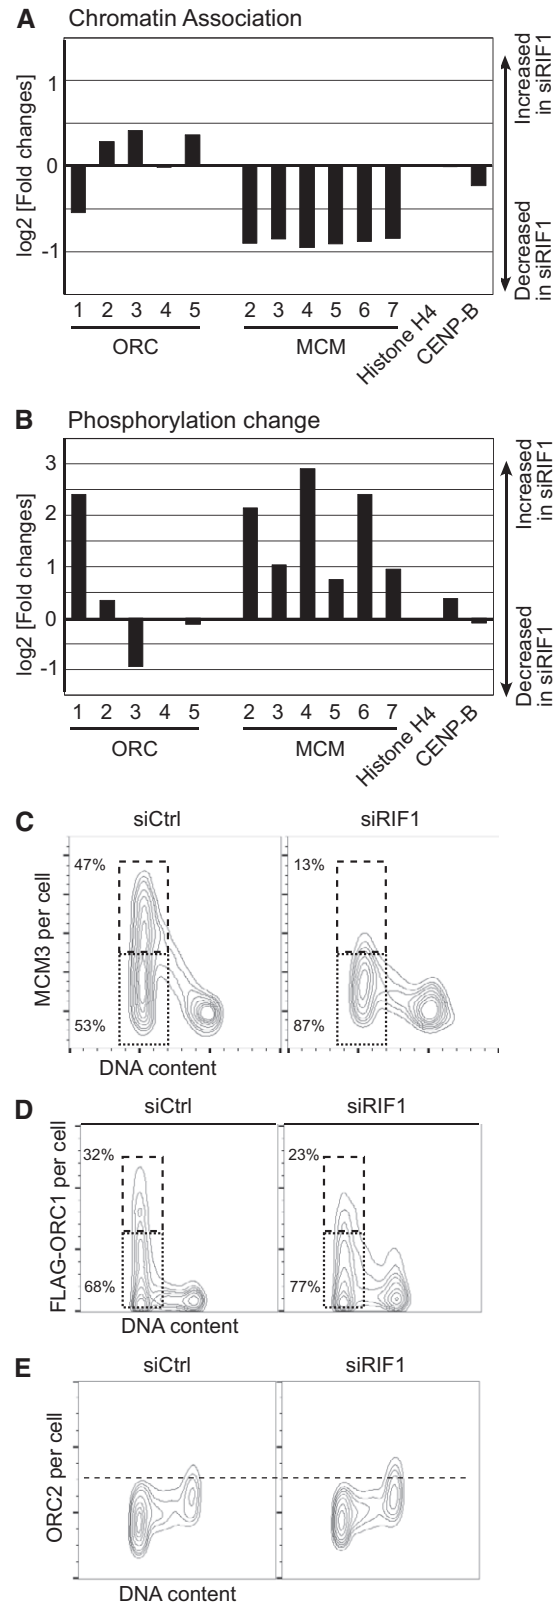 A Chromatin Association
log2 [Fold changes]
1
0
-1
Increased
in siRIF1
Decreased
in siRIF1
1 2 3 4 5 2 3 4 5 6 7
ORC MCM Histone H4 CENP-B
B Phosphorylation change
log2 [Fold changes]
3
2
1
0
-1
Increased
in siRIF1
Decreased
in siRIF1
1 2 3 4 5 2 3 4 5 6 7
ORC MCM Histone H4 CENP-B
C
siCtrl siRIF1
MCM3 per cell
47% 13%
53% 87%
DNA content
D
siCtrl siRIF1
FLAG-ORC1 per cell
32% 23%
68% 77%
DNA content
E
siCtrl siRIF1
ORC2 per cell
DNA content